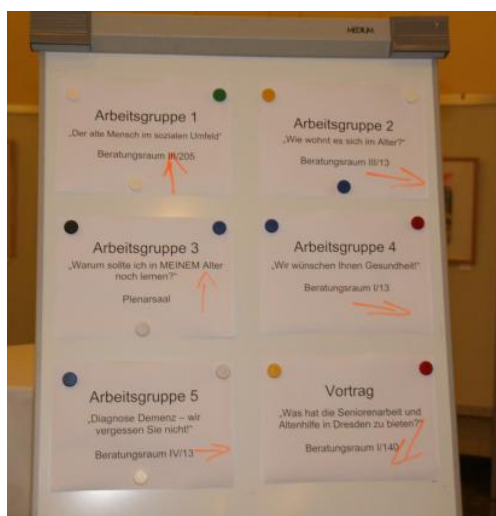 MEDIUM
Arbeitsgruppe 1
„Der alte Mensch im sozialen Umfeld"
Beratungsraum III/205
Arbeitsgruppe 2
„Wie wohnt es sich im Alter?"
Beratungsraum III/13
Arbeitsgruppe 3
„Warum sollte ich in MEINEM Alter
noch lernen?"
Plenarsaal
Arbeitsgruppe 4
„Wir wünschen Ihnen Gesundheit!"
Beratungsraum I/13
Arbeitsgruppe 5
„Diagnose Demenz – wir
vergessen Sie nicht!"
Beratungsraum IV/13
Vortrag
„Was hat die Seniorenarbeit und
Altenhilfe in Dresden zu bieten?"
Beratungsraum I/140